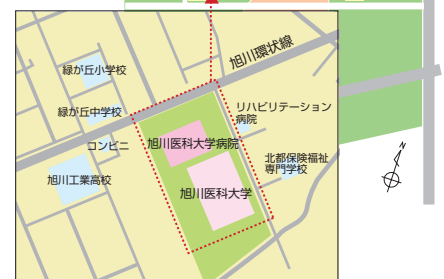 旭川環状線
緑が丘小学校
緑が丘中学校
コンビニ
旭川工業高校
旭川医科大学病院
旭川医科大学
リハビリテーション
病院
北都保険福祉
専門学校
N